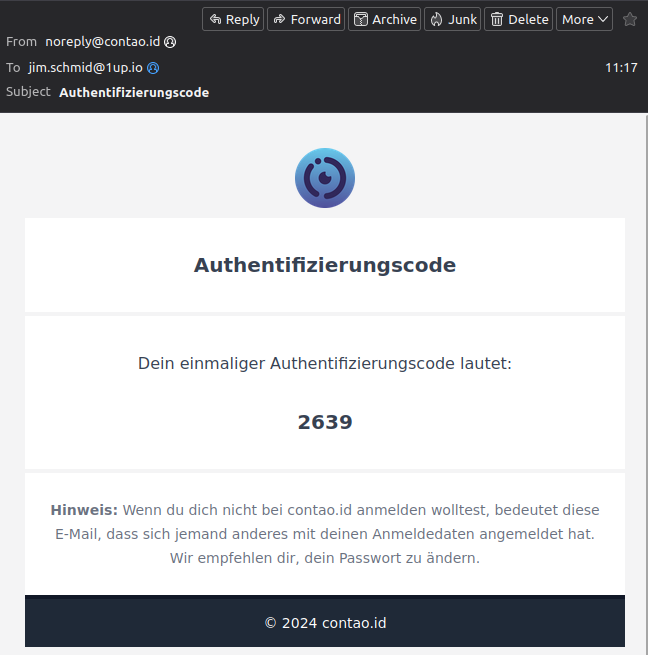 Reply Forward Archive Junk Delete More
From noreply@contao.id
To jim.schmid@1up.io 11:17
Subject Authentifizierungscode
Authentifizierungscode
Dein einmaliger Authentifizierungscode lautet:
2639
Hinweis: Wenn du dich nicht bei contao.id anmelden wolltest, bedeutet diese
E-Mail, dass sich jemand anderes mit deinen Anmeldedaten angemeldet hat.
Wir empfehlen dir, dein Passwort zu ändern.
© 2024 contao.id